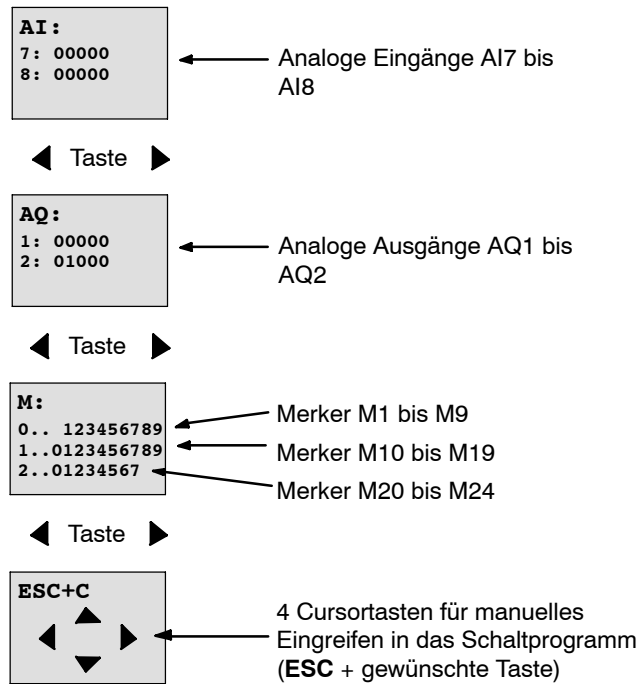 AI:
7: 00000
8: 00000
Analoge Eingänge AI7 bis
AI8
Taste
AQ:
1: 00000
2: 01000
Analoge Ausgänge AQ1 bis
AQ2
Taste
M:
0.. 123456789
1..0123456789
2..01234567
Merker M1 bis M9
Merker M10 bis M19
Merker M20 bis M24
Taste
ESC+C
4 Cursortasten für manuelles
Eingreifen in das Schaltprogramm
(ESC + gewünschte Taste)